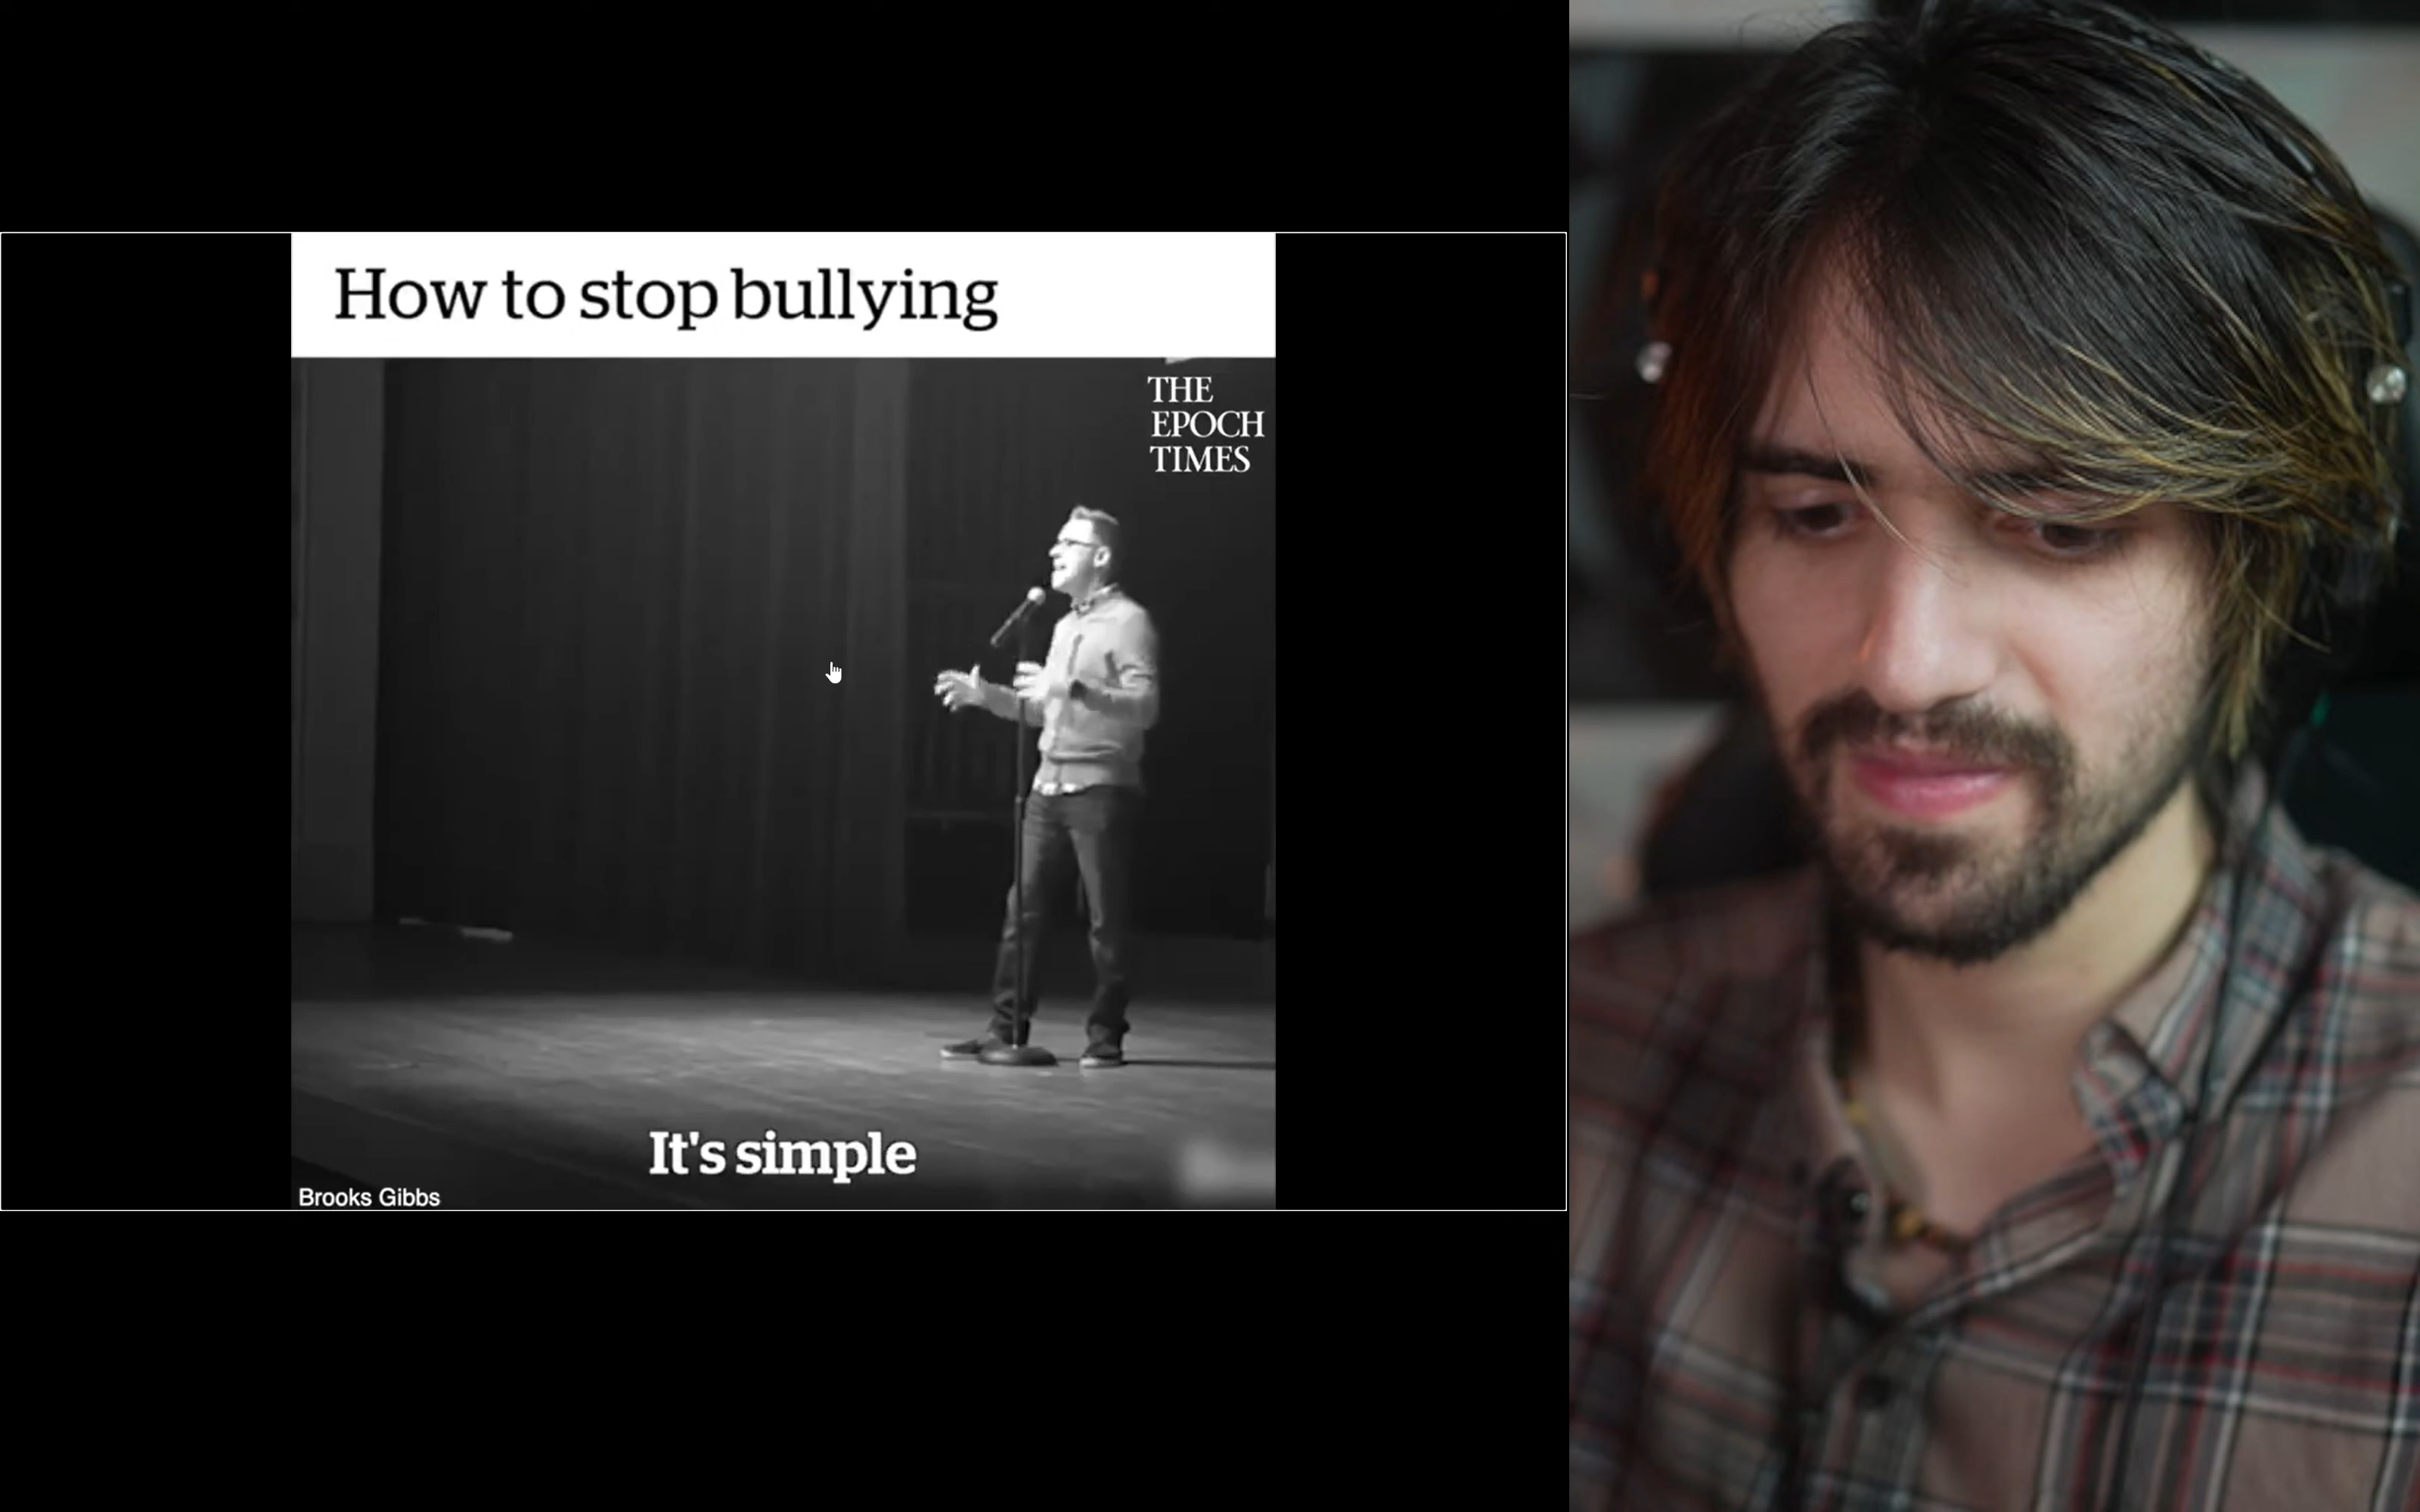 How to stop bullying
THE
EPOCH
TIMES
It's simple
Brooks Gibbs